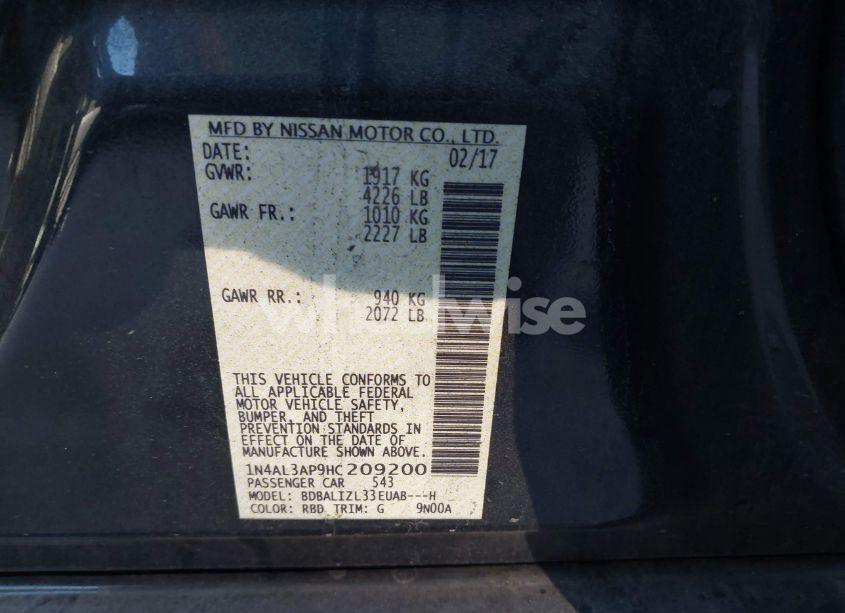 MFD BY NISSAN MOTOR CO., LTD.
DATE: 02/17
GVWR: 1917 KG
4226 LB
GAWR FR.: 1010 KG
2227 LB
GAWR RR.: 940 KG
2072 LB
THIS VEHICLE CONFORMS TO
ALL APPLICABLE FEDERAL
MOTOR VEHICLE SAFETY,
BUMPER, AND THEFT
PREVENTION STANDARDS IN
EFFECT ON THE DATE OF
MANUFACTURE SHOWN ABOVE.
1N4AL3AP9HC209200
PASSENGER CAR 543
MODEL: BDBALIZL33EUAB---H
COLOR: RBD TRIM: G 9N00A